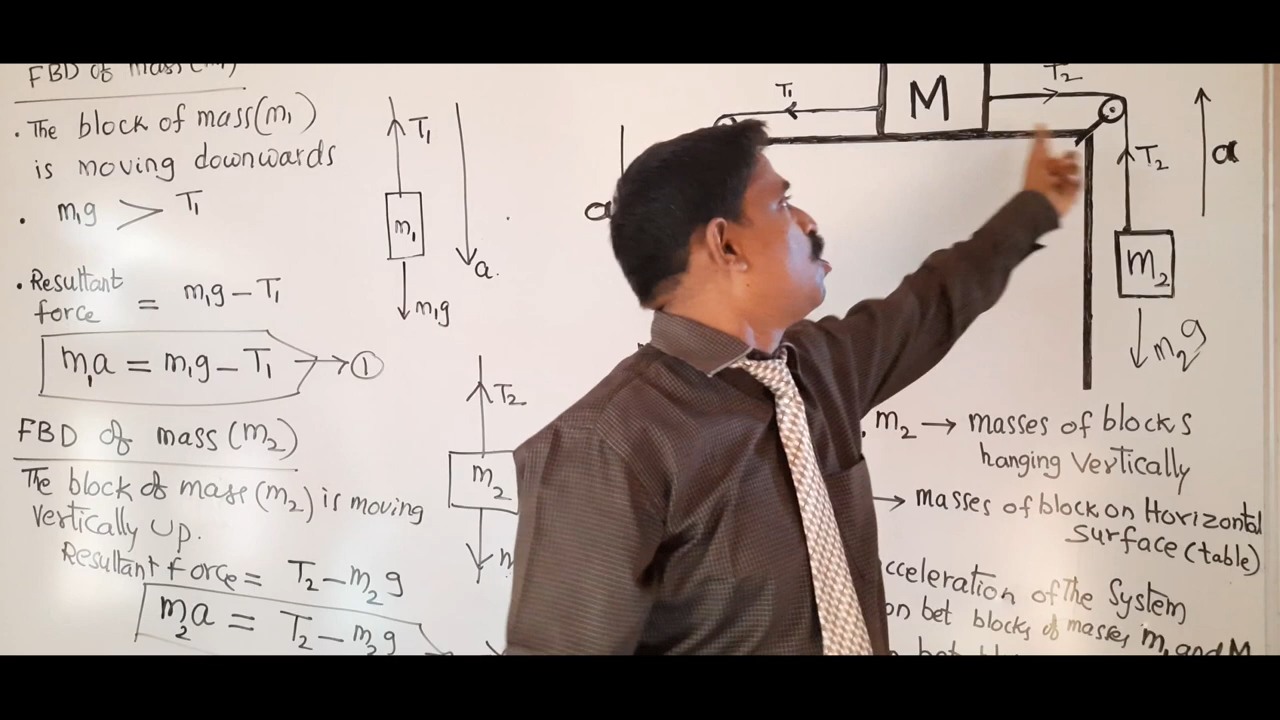 FBD of mass(m₁)
. The block of mass(m₁)
is moving downwards
. m₁g > T₁
. Resultant
force = m₁g – T₁
m₁a = m₁g – T₁ → ①
FBD of mass (m₂)
The block of mass(m₂) is moving
vertically up.
Resultant force = T₂ – m₂g
m₂a = T₂ – m₂g
T₁
m₁
a.
m₁g
T₂
m₂
T₁
M
T₂
a
T₂
a
m₂
m₂g
. m₂ → masses of blocks
hanging Vertically
→ masses of block on Horizontal
Surface (table)
cceleration of The System
on bet blocks of masses m₁ and M